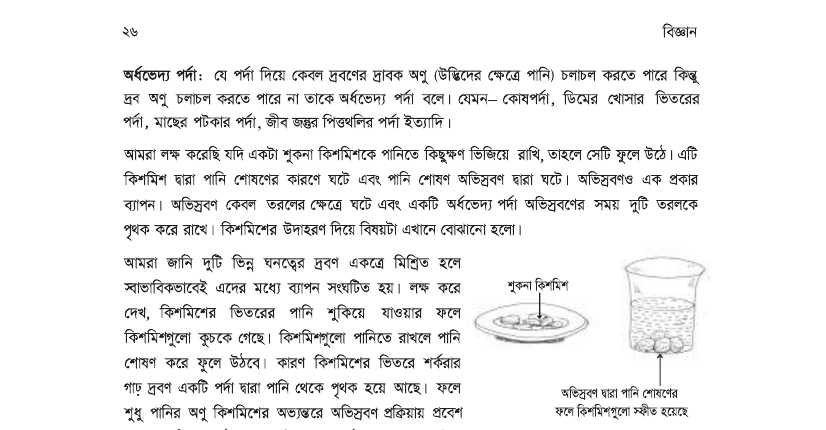 ২৬
বিজ্ঞান
অর্ধভেদ্য পর্দা: যে পর্দা দিয়ে কেবল দ্রবণের দ্রাবক অণু (উদ্ভিদের ক্ষেত্রে পানি) চলাচল করতে পারে কিন্তু
দ্রব অণু চলাচল করতে পারে না তাকে অর্ধভেদ্য পর্দা বলে। যেমন– কোষপর্দা, ডিমের খোসার ভিতরের
পর্দা, মাছের পটকার পর্দা, জীব জন্তুর পিত্তথলির পর্দা ইত্যাদি।
আমরা লক্ষ করেছি যদি একটা শুকনা কিশমিশকে পানিতে কিছুক্ষণ ভিজিয়ে রাখি, তাহলে সেটি ফুলে উঠে। এটি
কিশমিশ দ্বারা পানি শোষণের কারণে ঘটে এবং পানি শোষণ অভিস্রবণ দ্বারা ঘটে। অভিস্রবণও এক প্রকার
ব্যাপন। অভিস্রবণ কেবল তরলের ক্ষেত্রে ঘটে এবং একটি অর্ধভেদ্য পর্দা অভিস্রবণের সময় দুটি তরলকে
পৃথক করে রাখে। কিশমিশের উদাহরণ দিয়ে বিষয়টা এখানে বোঝানো হলো।
আমরা জানি দুটি ভিন্ন ঘনত্বের দ্রবণ একত্রে মিশ্রিত হলে
স্বাভাবিকভাবেই এদের মধ্যে ব্যাপন সংঘটিত হয়। লক্ষ করে
দেখ, কিশমিশের ভিতরের পানি শুকিয়ে যাওয়ার ফলে
কিশমিশগুলো কুচকে গেছে। কিশমিশগুলো পানিতে রাখলে পানি
শোষণ করে ফুলে উঠবে। কারণ কিশমিশের ভিতরে শর্করার
গাঢ় দ্রবণ একটি পর্দা দ্বারা পানি থেকে পৃথক হয়ে আছে। ফলে
শুধু পানির অণু কিশমিশের অভ্যন্তরে অভিস্রবণ প্রক্রিয়ায় প্রবেশ
শুকনা কিশমিশ
অভিস্রবণ দ্বারা পানি শোষণের
ফলে কিশমিশগুলো স্ফীত হয়েছে